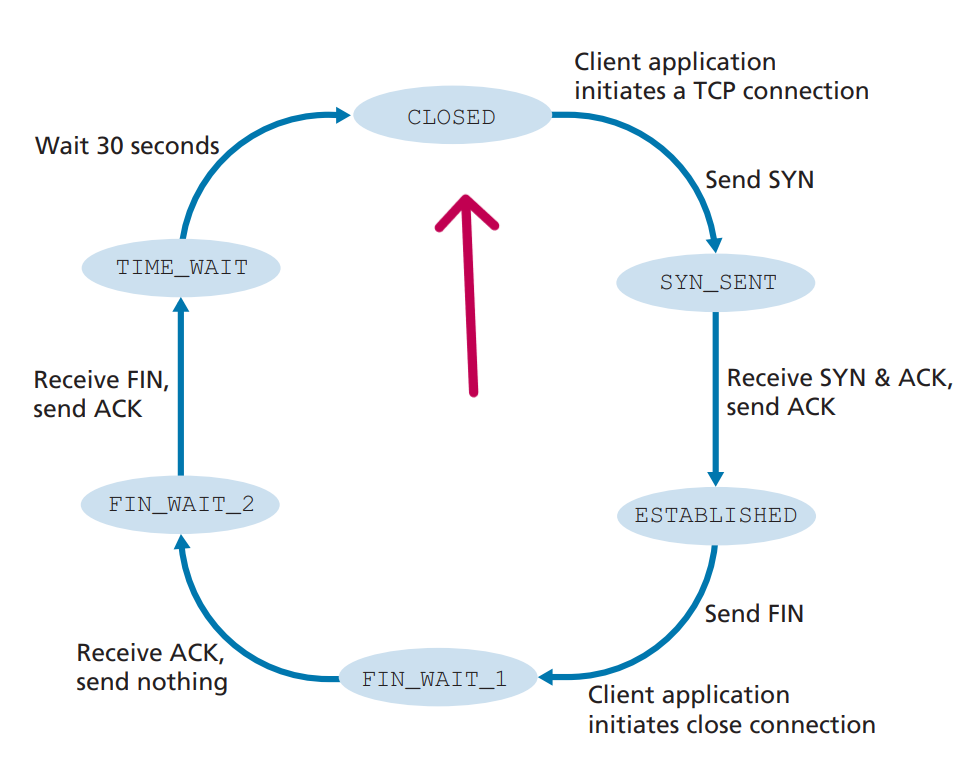 Client application
initiates a TCP connection
CLOSED
Wait 30 seconds
Send SYN
TIME_WAIT
SYN_SENT
Receive FIN,
send ACK
Receive SYN & ACK,
send ACK
FIN_WAIT_2
ESTABLISHED
Send FIN
Receive ACK,
send nothing
FIN_WAIT_1
Client application
initiates close connection